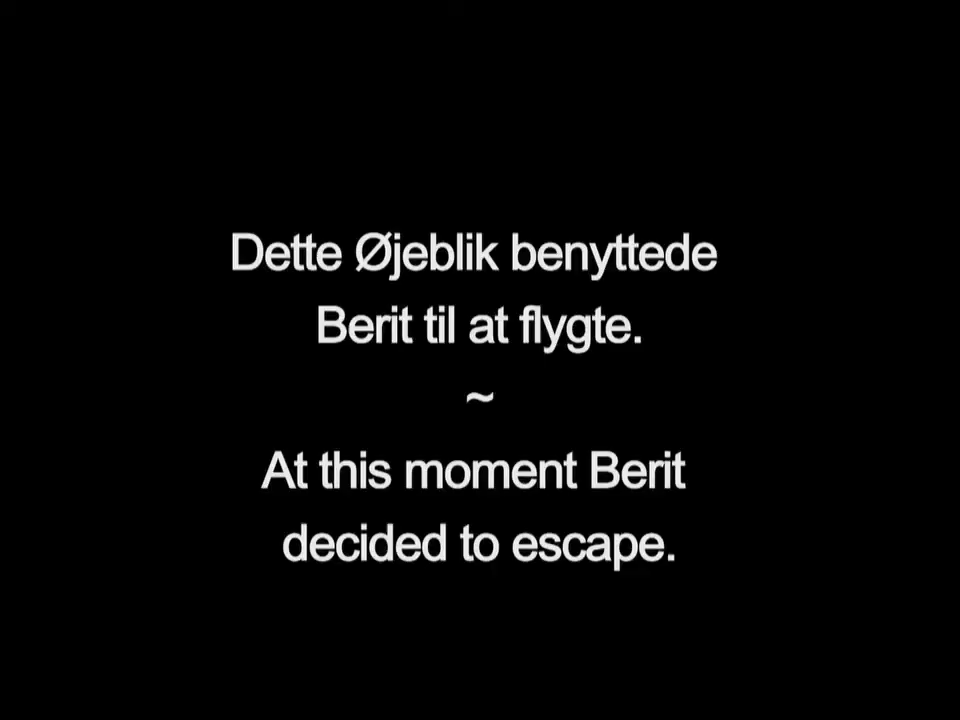 Dette Øjeblik benyttede
Berit til at flygte.
~
At this moment Berit
decided to escape.